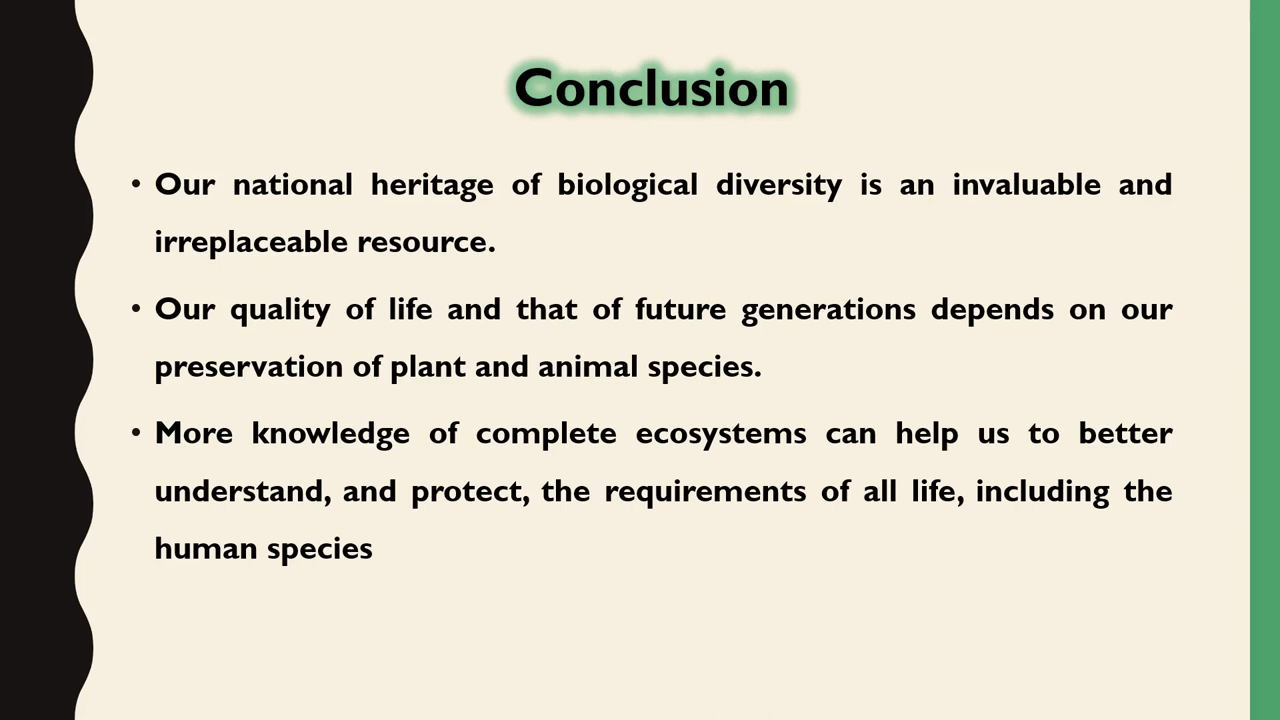 Conclusion
• Our national heritage of biological diversity is an invaluable and
irreplaceable resource.
• Our quality of life and that of future generations depends on our
preservation of plant and animal species.
• More knowledge of complete ecosystems can help us to better
understand, and protect, the requirements of all life, including the
human species